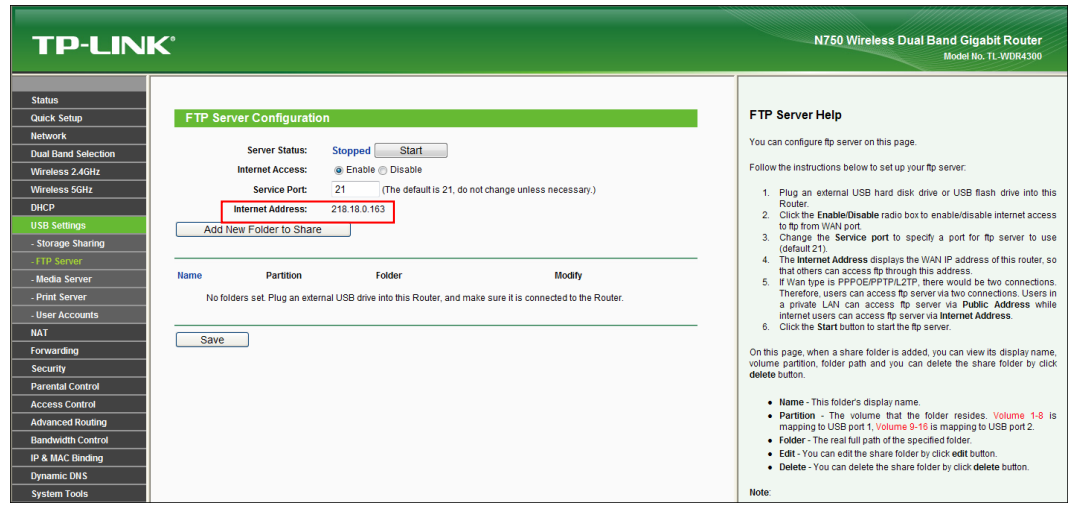 TP-LINK®
N750 Wireless Dual Band Gigabit Router
Model No. TL-WDR4300
Status
Quick Setup
Network
Dual Band Selection
Wireless 2.4GHz
Wireless 5GHz
DHCP
USB Settings
- Storage Sharing
- FTP Server
- Media Server
- Print Server
- User Accounts
NAT
Forwarding
Security
Parental Control
Access Control
Advanced Routing
Bandwidth Control
IP & MAC Binding
Dynamic DNS
System Tools
FTP Server Configuration
Server Status: Stopped Start
Internet Access: Enable Disable
Service Port: 21 (The default is 21, do not change unless necessary.)
Internet Address: 218.18.0.163
Add New Folder to Share
Name Partition Folder Modify
No folders set. Plug an external USB drive into this Router, and make sure it is connected to the Router.
Save
FTP Server Help
You can configure ftp server on this page.
Follow the instructions below to set up your ftp server:
1. Plug an external USB hard disk drive or USB flash drive into this
Router.
2. Click the Enable/Disable radio box to enable/disable internet access
to ftp from WAN port.
3. Change the Service port to specify a port for ftp server to use
(default 21).
4. The Internet Address displays the WAN IP address of this router, so
that others can access ftp through this address.
5. If Wan type is PPPOE/PPTP/L2TP, there would be two connections.
Therefore, users can access ftp server via two connections. Users in
a private LAN can access ftp server via Public Address while
internet users can access ftp server via Internet Address.
6. Click the Start button to start the ftp server.
On this page, when a share folder is added, you can view its display name,
volume partition, folder path and you can delete the share folder by click
delete button.
• Name - This folder's display name.
• Partition - The volume that the folder resides. Volume 1-8 is
mapping to USB port 1, Volume 9-16 is mapping to USB port 2.
• Folder - The real full path of the specified folder.
• Edit - You can edit the share folder by click edit button.
• Delete - You can delete the share folder by click delete button.
Note: